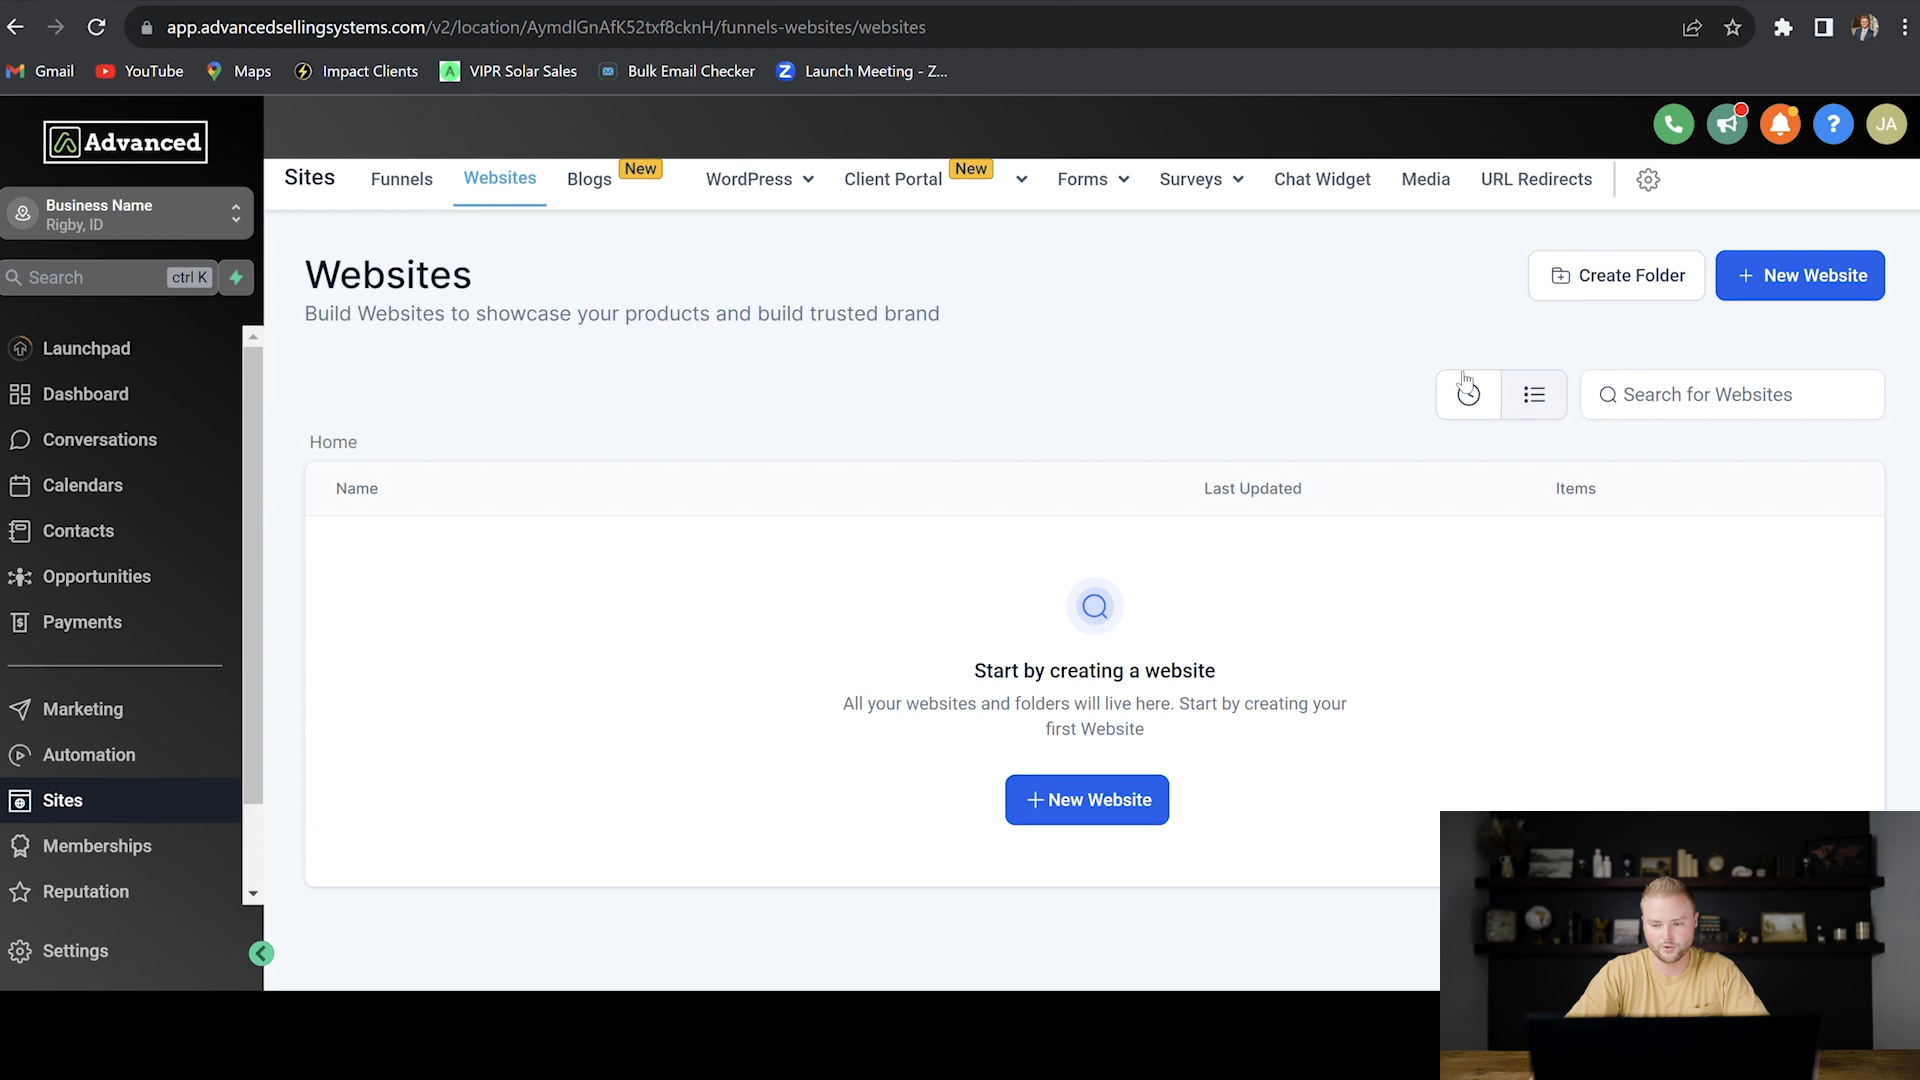 app.advancedsellingsystems.com/v2/location/AymdlGnAfK52txf8cknH/funnels-websites/websites
Gmail YouTube Maps Impact Clients VIPR Solar Sales Bulk Email Checker Launch Meeting - Z...
Advanced
JA
Sites Funnels Websites Blogs New WordPress Client Portal New Forms Surveys Chat Widget Media URL Redirects
Business Name
Rigby, ID
Search ctrl K
Launchpad
Dashboard
Conversations
Calendars
Contacts
Opportunities
Payments
Marketing
Automation
Sites
Memberships
Reputation
Settings
Websites
Build Websites to showcase your products and build trusted brand
Create Folder
+ New Website
Search for Websites
Home
Name Last Updated Items
Start by creating a website
All your websites and folders will live here. Start by creating your
first Website
+ New Website